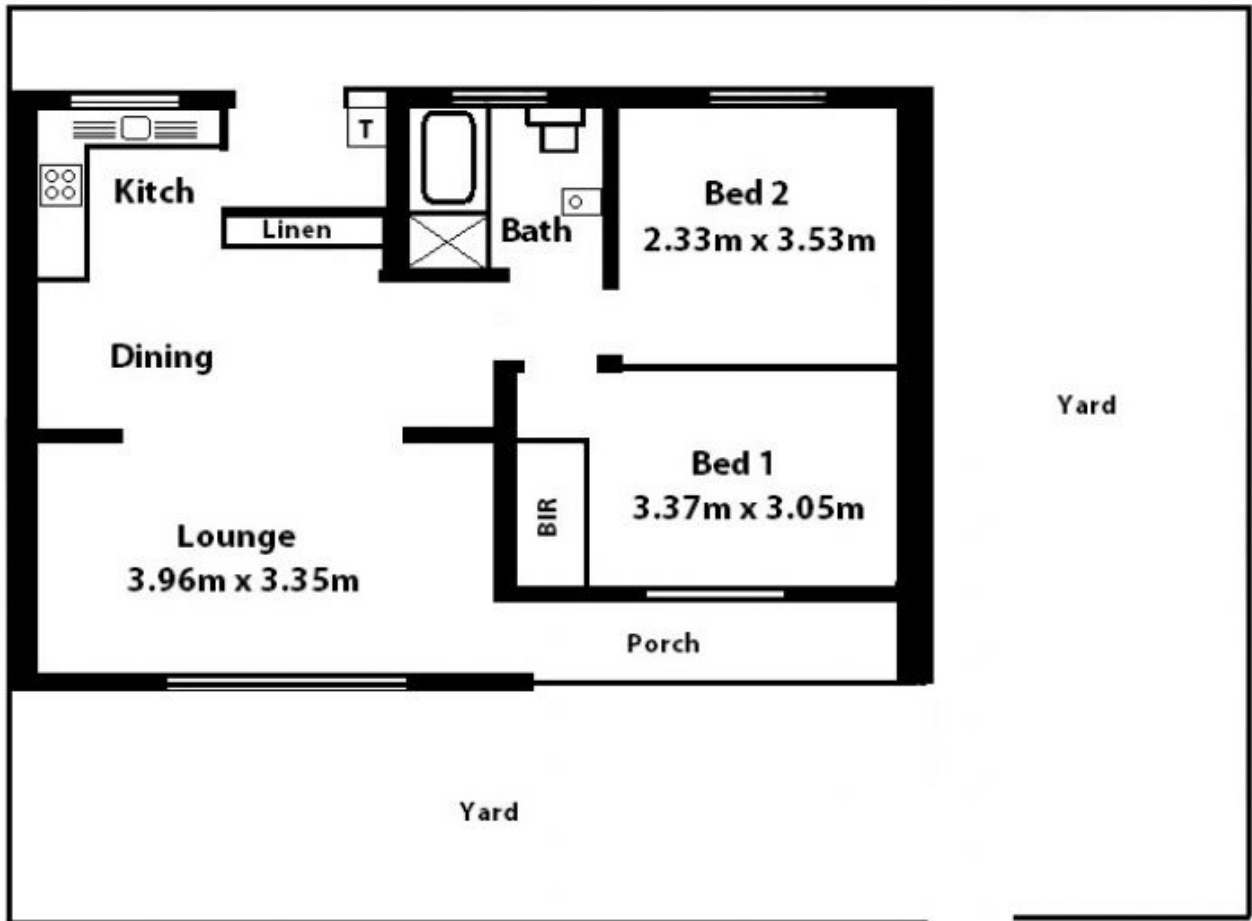 T
Kitch
Linen
Bath
Bed 2
2.33m x 3.53m
Dining
Yard
Bed 1
3.37m x 3.05m
BIR
Lounge
3.96m x 3.35m
Porch
Yard